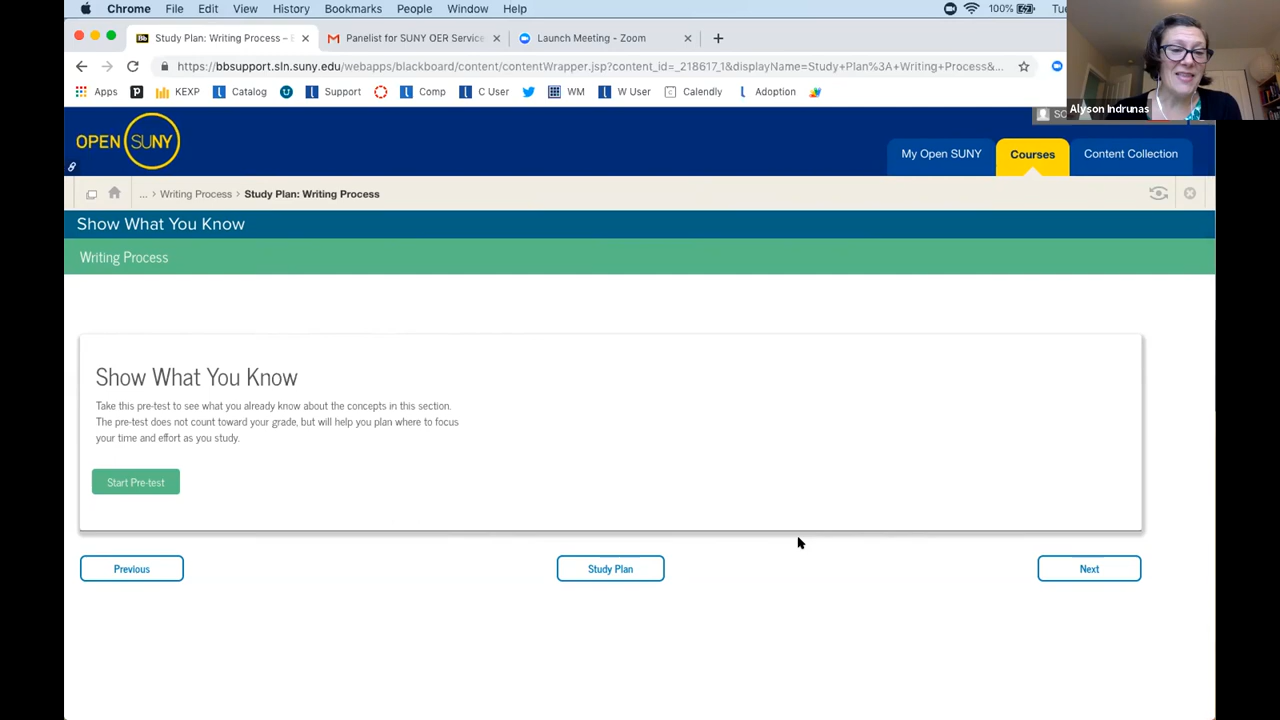 Chrome File Edit View History Bookmarks People Window Help 100%
Study Plan: Writing Process – Panelist for SUNY OER Service Launch Meeting - Zoom
https://bbsupport.sln.suny.edu/webapps/blackboard/content/contentWrapper.jsp?content_id=_218617_1&displayName=Study+Plan%3A+Writing+Process&...
Apps KEXP Catalog Support Comp C User WM W User Calendly Adoption
Alyson Indrunas
OPEN SUNY
My Open SUNY Courses Content Collection
... › Writing Process › Study Plan: Writing Process
Show What You Know
Writing Process
Show What You Know
Take this pre-test to see what you already know about the concepts in this section.
The pre-test does not count toward your grade, but will help you plan where to focus
your time and effort as you study.
Start Pre-test
Previous Study Plan Next